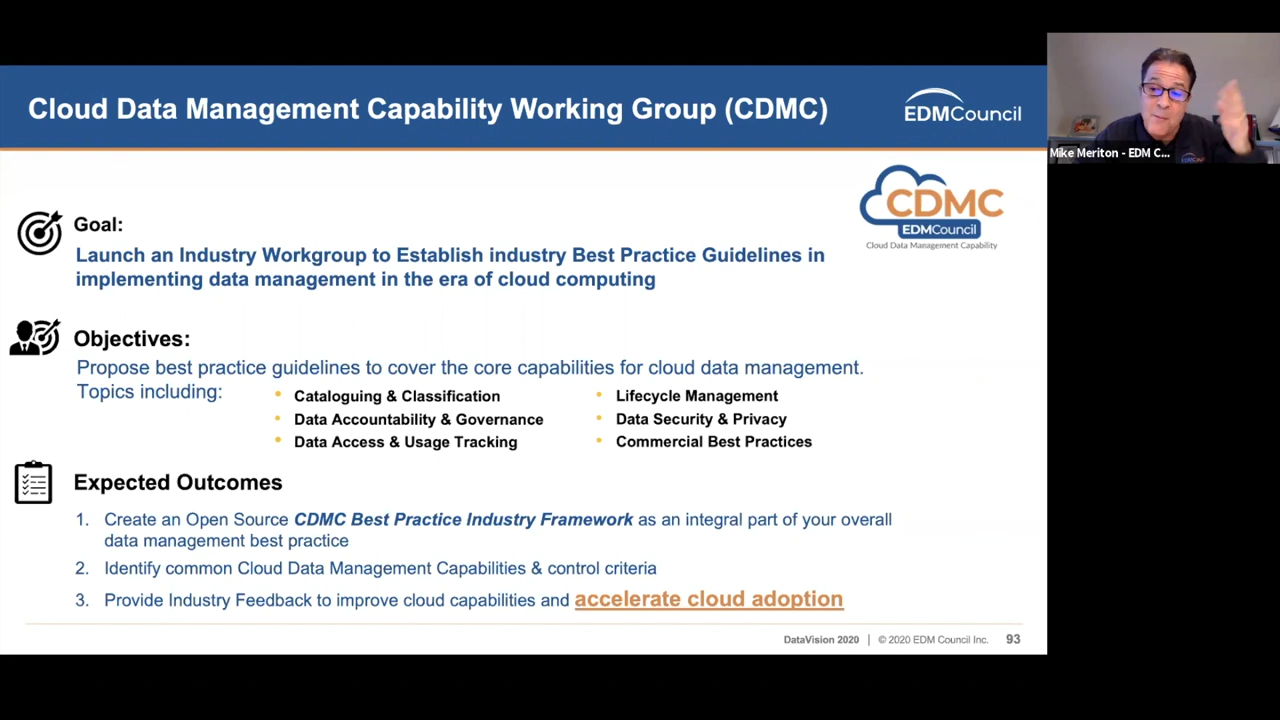 Cloud Data Management Capability Working Group (CDMC)
EDMCouncil
Mike Meriton - EDM C...
CDMC
EDMCouncil
Cloud Data Management Capability
Goal:
Launch an Industry Workgroup to Establish industry Best Practice Guidelines in
implementing data management in the era of cloud computing
Objectives:
Propose best practice guidelines to cover the core capabilities for cloud data management.
Topics including:
• Cataloguing & Classification
• Data Accountability & Governance
• Data Access & Usage Tracking
• Lifecycle Management
• Data Security & Privacy
• Commercial Best Practices
Expected Outcomes
1. Create an Open Source CDMC Best Practice Industry Framework as an integral part of your overall
data management best practice
2. Identify common Cloud Data Management Capabilities & control criteria
3. Provide Industry Feedback to improve cloud capabilities and accelerate cloud adoption
DataVision 2020 | © 2020 EDM Council Inc. 93